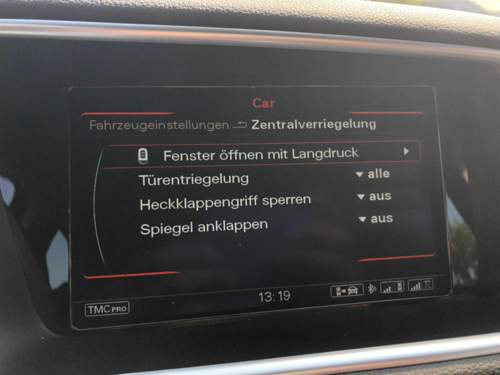 Car
Fahrzeugeinstellungen Zentralverriegelung
Fenster öffnen mit Langdruck
Türentriegelung alle
Heckklappengriff sperren aus
Spiegel anklappen aus
TMC PRO 13:19